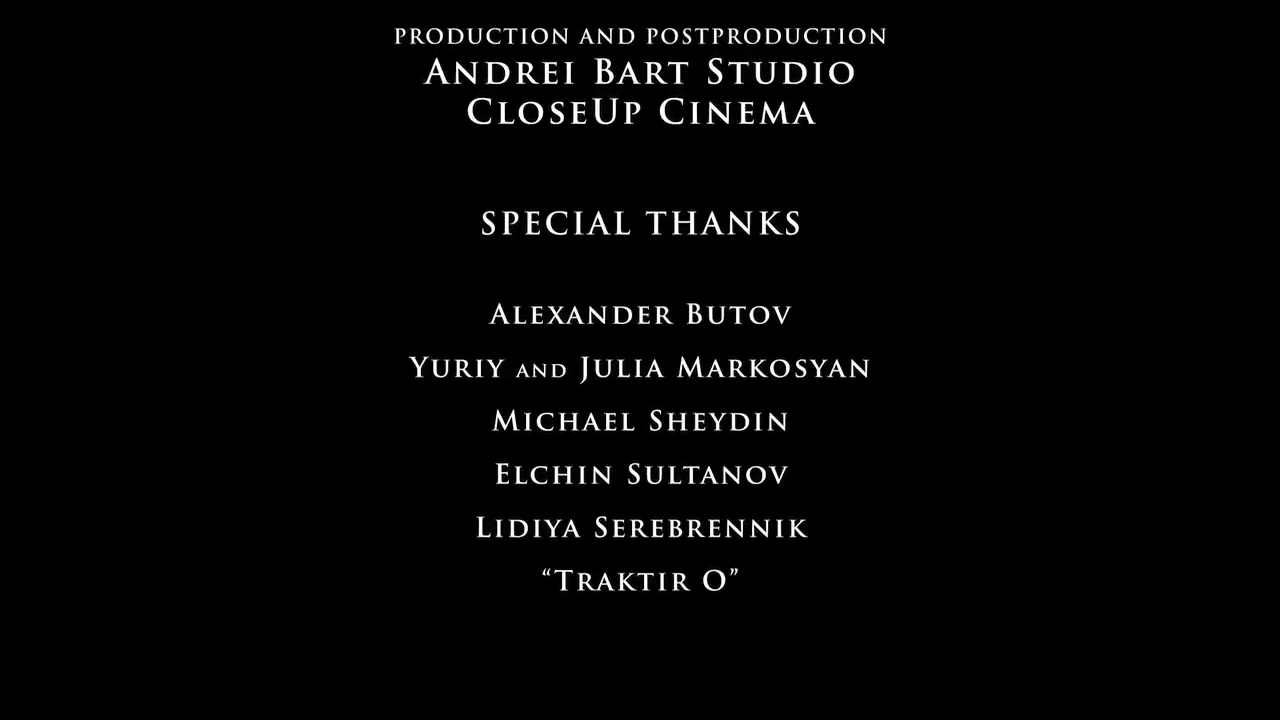 PRODUCTION AND POSTPRODUCTION
ANDREI BART STUDIO
CLOSEUP CINEMA
SPECIAL THANKS
ALEXANDER BUTOV
YURIY AND JULIA MARKOSYAN
MICHAEL SHEYDIN
ELCHIN SULTANOV
LIDIYA SEREBRENNIK
“TRAKTIR O”